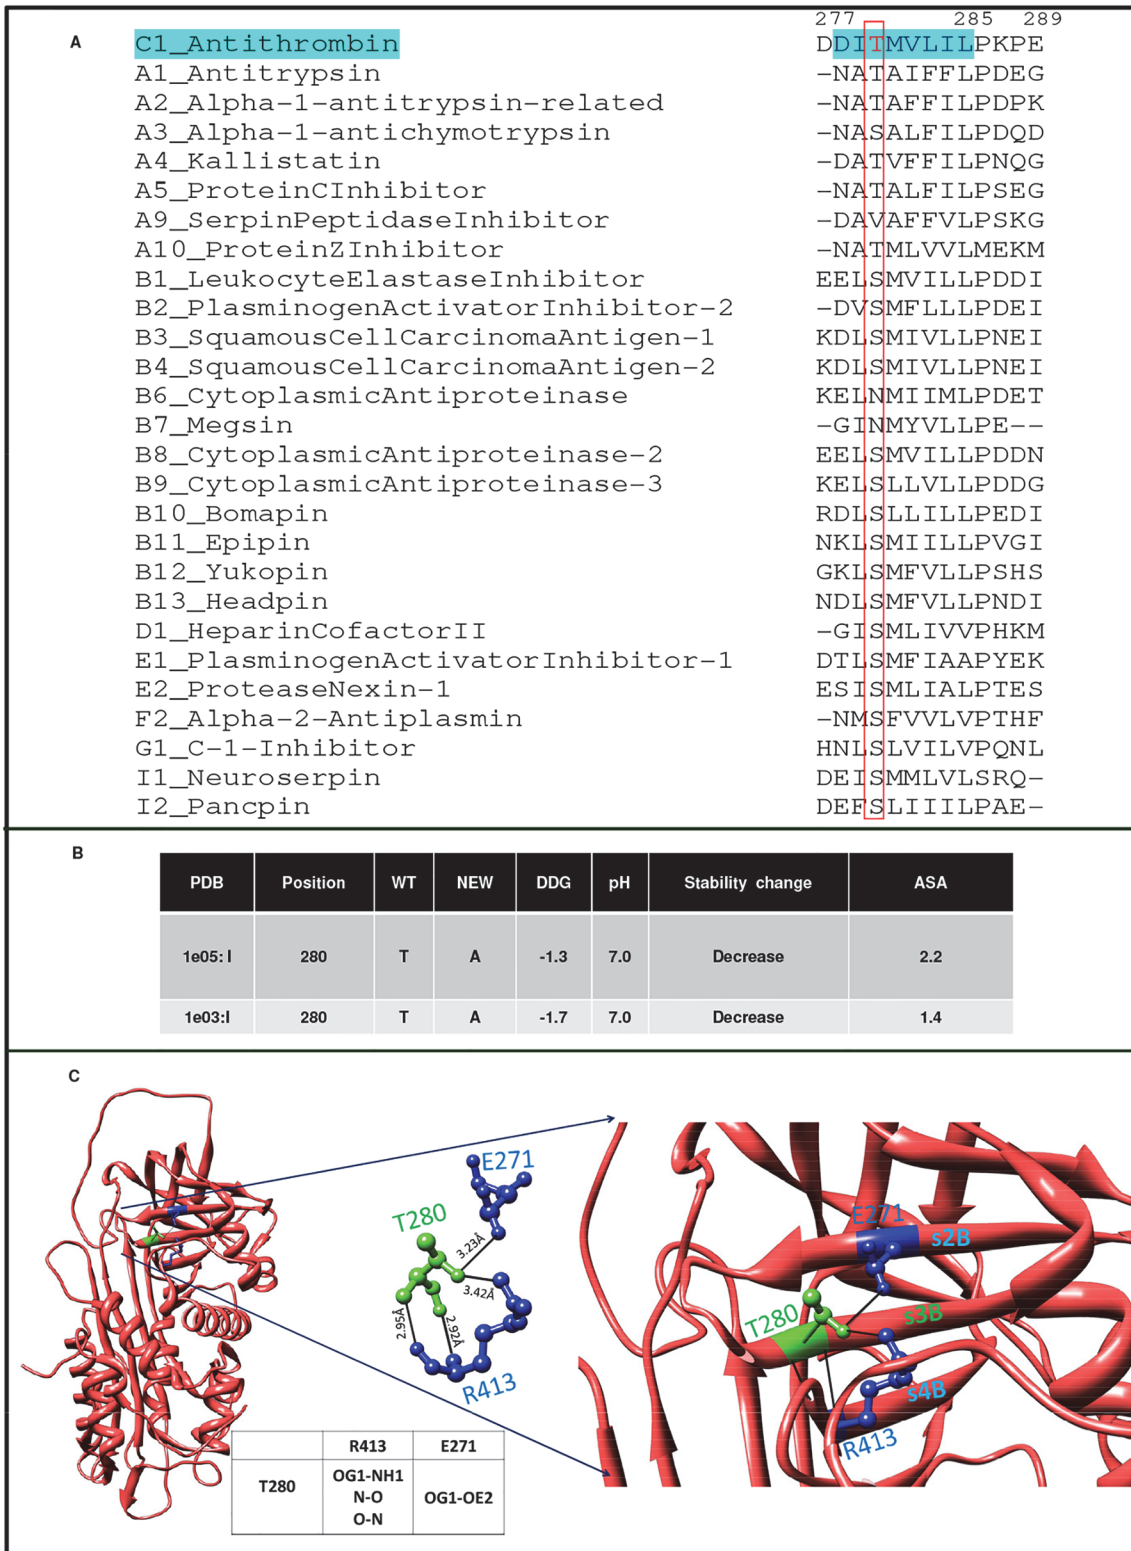 277 285 289
A C1_Antithrombin DDITMVLILPKPE
A1_Antitrypsin -NATAIFFLPDEG
A2_Alpha-1-antitrypsin-related -NATAFFILPDPK
A3_Alpha-1-antichymotrypsin -NASALFILPDQD
A4_Kallistatin -DATVFFILPNQG
A5_ProteinCInhibitor -NATALFILPSEG
A9_SerpinPeptidaseInhibitor -DAVAFFVLPSKG
A10_ProteinZInhibitor -NATMLVVLMEKM
B1_LeukocyteElastaseInhibitor EELSMVILLPDDI
B2_PlasminogenActivatorInhibitor-2 -DVSMFLLLPDEI
B3_SquamousCellCarcinomaAntigen-1 KDLSMIVLLPNEI
B4_SquamousCellCarcinomaAntigen-2 KDLSMIVLLPNEI
B6_CytoplasmicAntiproteinase KELNMIIMLPDET
B7_Megsin -GINMYVLLPE--
B8_CytoplasmicAntiproteinase-2 EELSMVILLPDDN
B9_CytoplasmicAntiproteinase-3 KELSLLVLLPDDG
B10_Bomapin RDLSLLILLPEDI
B11_Epipin NKLSMIILLPVGI
B12_Yukopin GKLSMFVLLPSHS
B13_Headpin NDLSMFVLLPNDI
D1_HeparinCofactorII -GISMLIVVPHKM
E1_PlasminogenActivatorInhibitor-1 DTLSMFIAAPYEK
E2_ProteaseNexin-1 ESISMLIALPTES
F2_Alpha-2-Antiplasmin -NMSFVVLVPTHF
G1_C-1-Inhibitor HNLSLVILVPQNL
I1_Neuroserpin DEISMMLVLSRQ-
I2_Pancpin DEFSLIIILPAE-
B
PDB Position WT NEW DDG pH Stability change ASA
1e05: I 280 T A -1.3 7.0 Decrease 2.2
1e03:I 280 T A -1.7 7.0 Decrease 1.4
C
E271
T280
3.23Å
3.42Å
2.95Å
2.92Å
R413
E271
s2B
T280
s3B
s4B
R413
R413 E271
T280
OG1-NH1
N-O
O-N
OG1-OE2